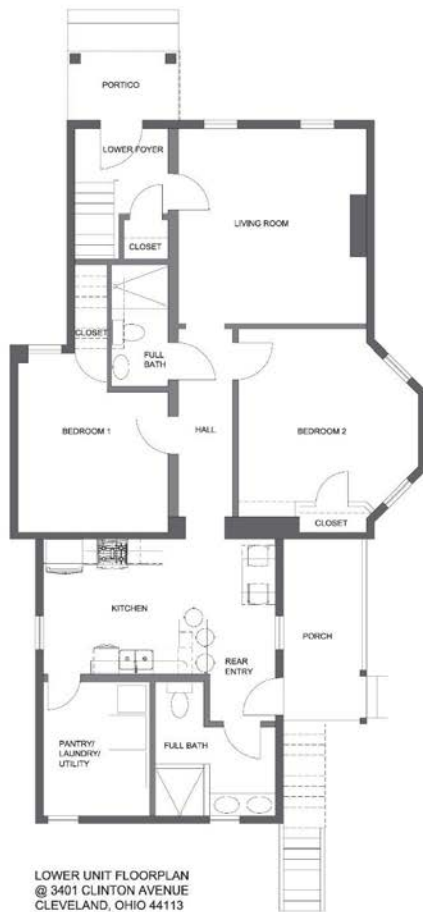 PORTICO
LOWER FOYER
LIVING ROOM
CLOSET
CLOSET
FULL
BATH
BEDROOM 1
HALL
BEDROOM 2
CLOSET
KITCHEN
PORCH
REAR
ENTRY
PANTRY/
LAUNDRY/
UTILITY
FULL BATH
LOWER UNIT FLOORPLAN
@ 3401 CLINTON AVENUE
CLEVELAND, OHIO 44113